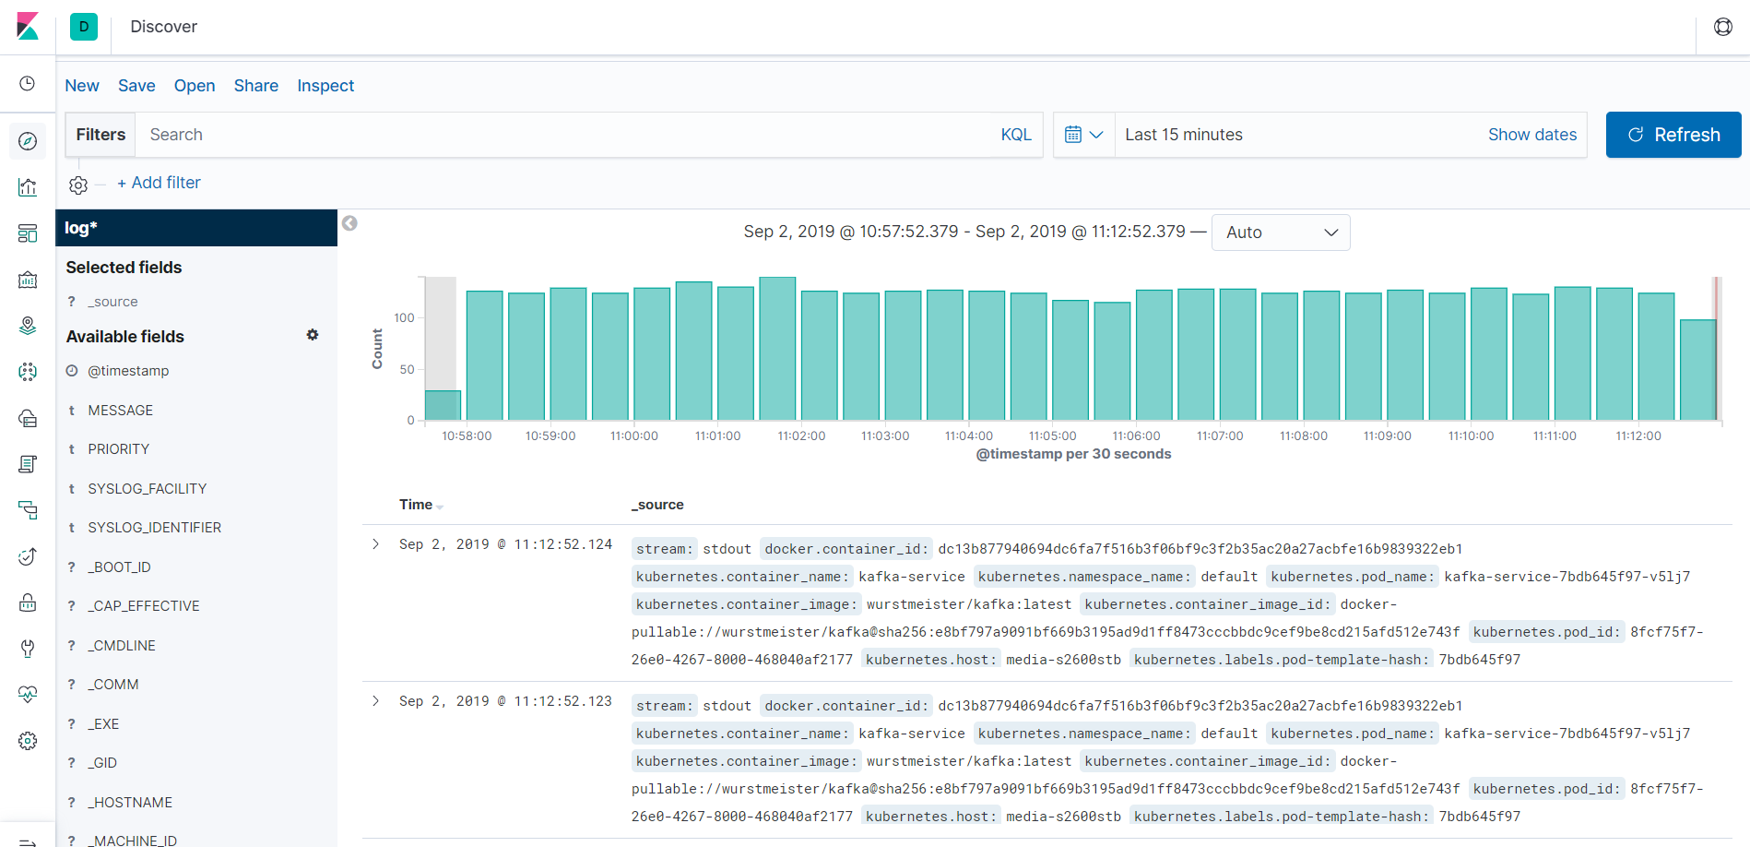 D Discover
New Save Open Share Inspect
Filters Search KQL Last 15 minutes Show dates Refresh
+ Add filter
log*
Selected fields
? _source
Available fields
@timestamp
t MESSAGE
t PRIORITY
t SYSLOG_FACILITY
t SYSLOG_IDENTIFIER
? _BOOT_ID
? _CAP_EFFECTIVE
? _CMDLINE
? _COMM
? _EXE
? _GID
? _HOSTNAME
? _MACHINE_ID
Sep 2, 2019 @ 10:57:52.379 - Sep 2, 2019 @ 11:12:52.379 — Auto
Count
100
50
0
10:58:00 10:59:00 11:00:00 11:01:00 11:02:00 11:03:00 11:04:00 11:05:00 11:06:00 11:07:00 11:08:00 11:09:00 11:10:00 11:11:00 11:12:00
@timestamp per 30 seconds
Time _source
Sep 2, 2019 @ 11:12:52.124 stream: stdout docker.container_id: dc13b877940694dc6fa7f516b3f06bf9c3f2b35ac20a27acbfe16b9839322eb1
kubernetes.container_name: kafka-service kubernetes.namespace_name: default kubernetes.pod_name: kafka-service-7bdb645f97-v5lj7
kubernetes.container_image: wurstmeister/kafka:latest kubernetes.container_image_id: docker-
pullable://wurstmeister/kafka@sha256:e8bf797a9091bf669b3195ad9d1ff8473cccbbdc9cef9be8cd215afd512e743f kubernetes.pod_id: 8fcf75f7-
26e0-4267-8000-468040af2177 kubernetes.host: media-s2600stb kubernetes.labels.pod-template-hash: 7bdb645f97
Sep 2, 2019 @ 11:12:52.123 stream: stdout docker.container_id: dc13b877940694dc6fa7f516b3f06bf9c3f2b35ac20a27acbfe16b9839322eb1
kubernetes.container_name: kafka-service kubernetes.namespace_name: default kubernetes.pod_name: kafka-service-7bdb645f97-v5lj7
kubernetes.container_image: wurstmeister/kafka:latest kubernetes.container_image_id: docker-
pullable://wurstmeister/kafka@sha256:e8bf797a9091bf669b3195ad9d1ff8473cccbbdc9cef9be8cd215afd512e743f kubernetes.pod_id: 8fcf75f7-
26e0-4267-8000-468040af2177 kubernetes.host: media-s2600stb kubernetes.labels.pod-template-hash: 7bdb645f97